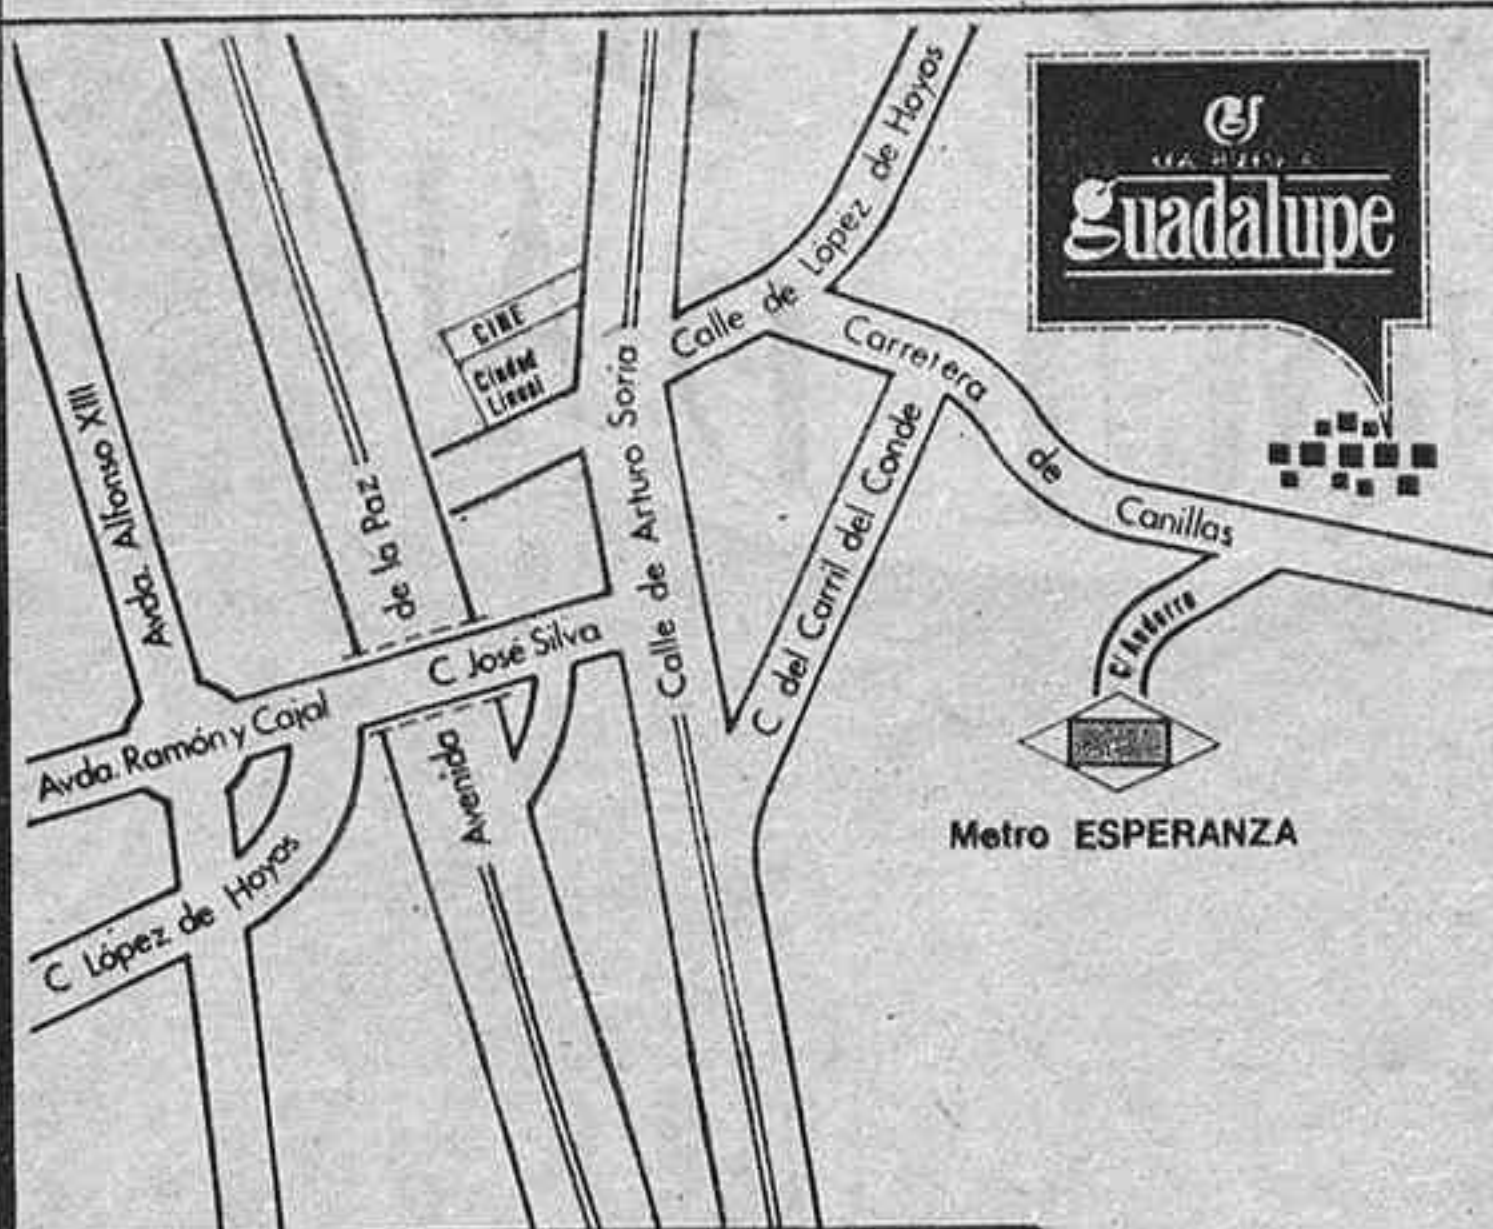 guadalupe
Calle de López de Hoyos
Carretera de Canillas
CINE
Ciudad
Lineal
Calle de Arturo Soria
C del Carril del Conde
Avda. Alfonso XIII
Avenida de la Paz
C José Silva
Avda. Ramón y Cajal
C López de Hoyos
C/ Andorra
Metro ESPERANZA